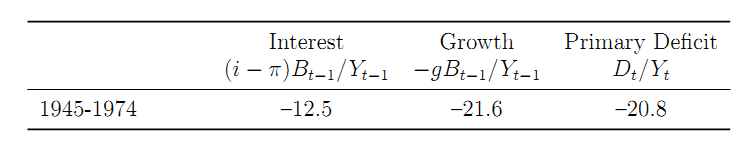 Interest Growth Primary Deficit
(i − π)B_{t−1}/Y_{t−1} −gB_{t−1}/Y_{t−1} D_t/Y_t
1945-1974 −12.5 −21.6 −20.8